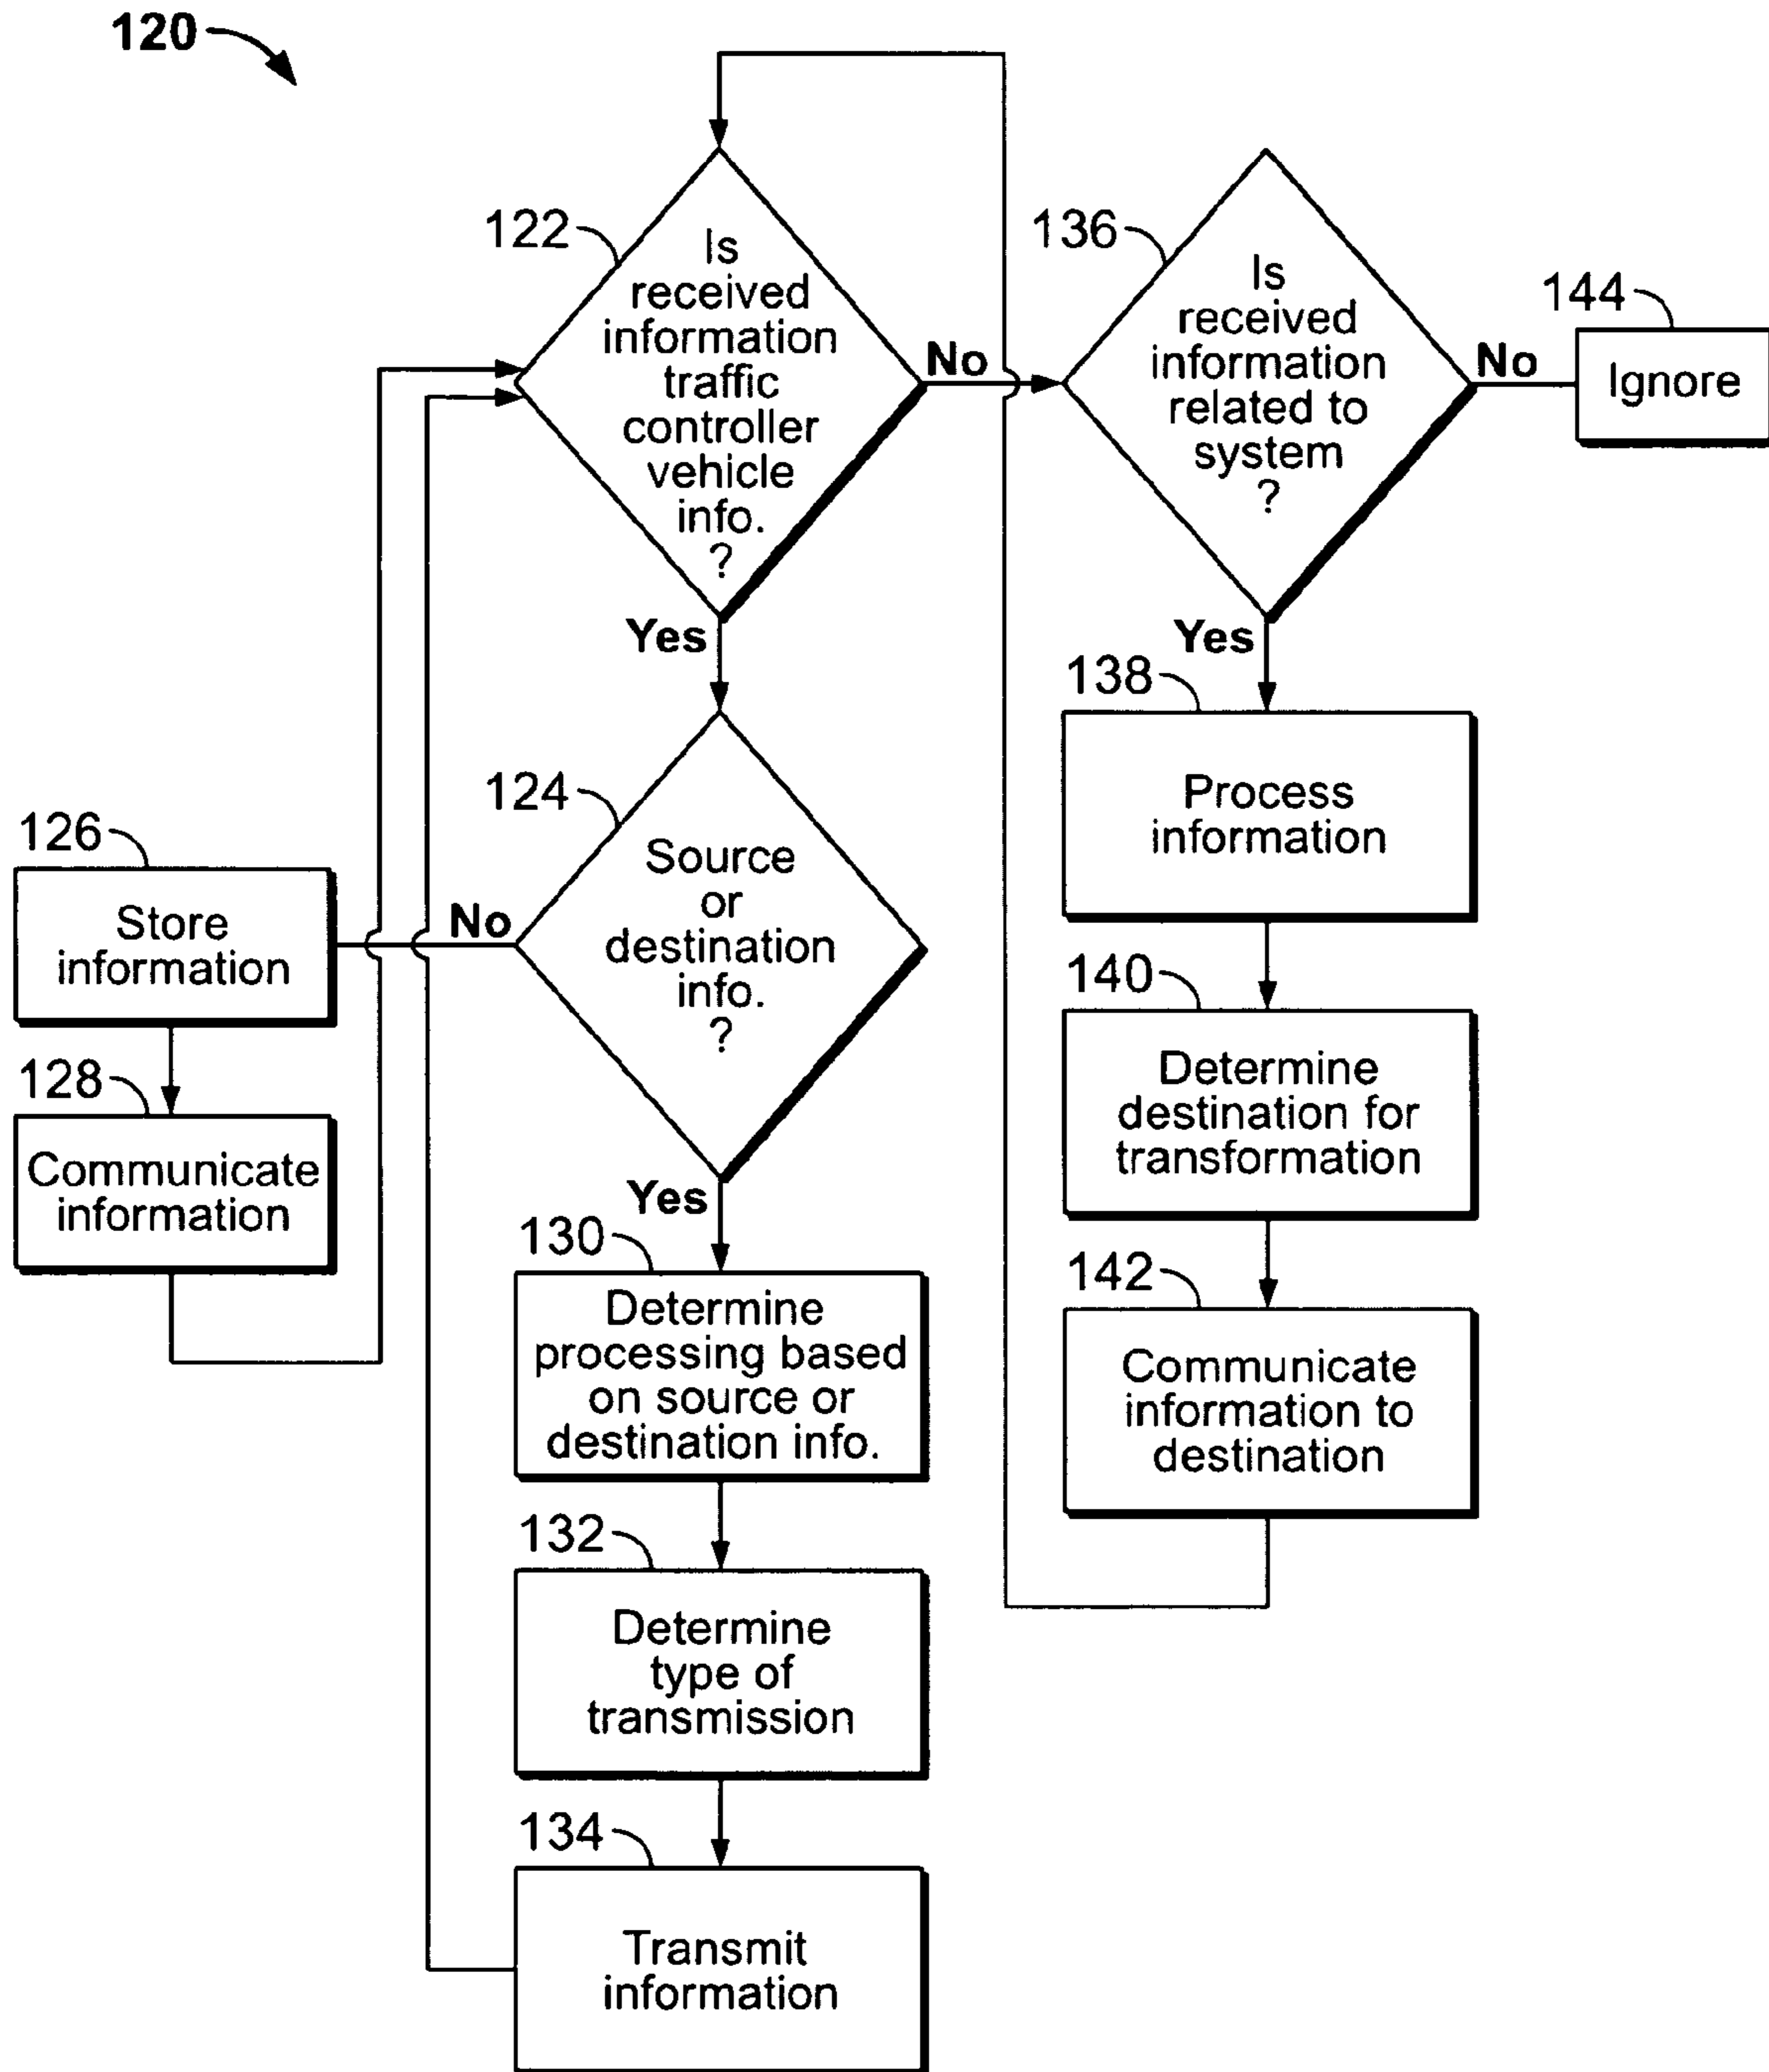 120
122
Is
received
information
traffic
controller
vehicle
info.
?
No
Yes
136
Is
received
information
related to
system
?
No
Yes
144
Ignore
124
Source
or
destination
info.
?
No
Yes
126
Store
information
128
Communicate
information
130
Determine
processing based
on source or
destination info.
132
Determine
type of
transmission
134
Transmit
information
138
Process
information
140
Determine
destination for
transformation
142
Communicate
information to
destination